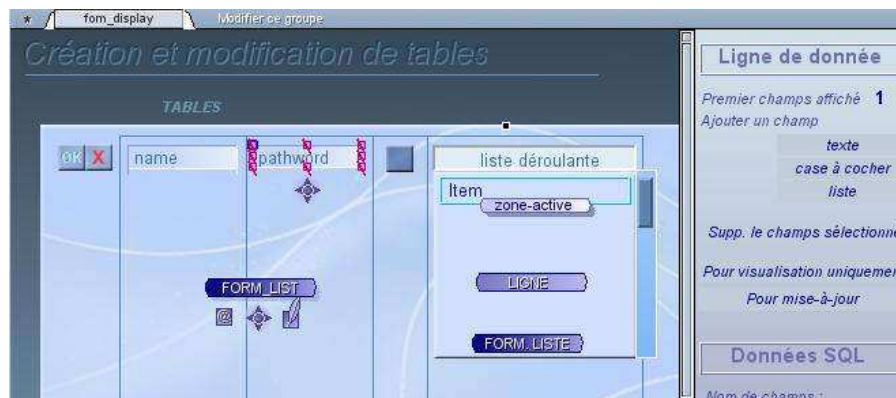 * fom_display Modifier ce groupe
Création et modification de tables
TABLES
OK X name pathword liste déroulante
Item
zone-active
FORM_LIST
@
LIGNE
FORM. LISTE
Ligne de donnée
Premier champs affiché 1
Ajouter un champ
texte
case à cocher
liste
Supp. le champs sélectionne
Pour visualisation uniquemen
Pour mise-à-jour
Données SQL
Nom de champs :